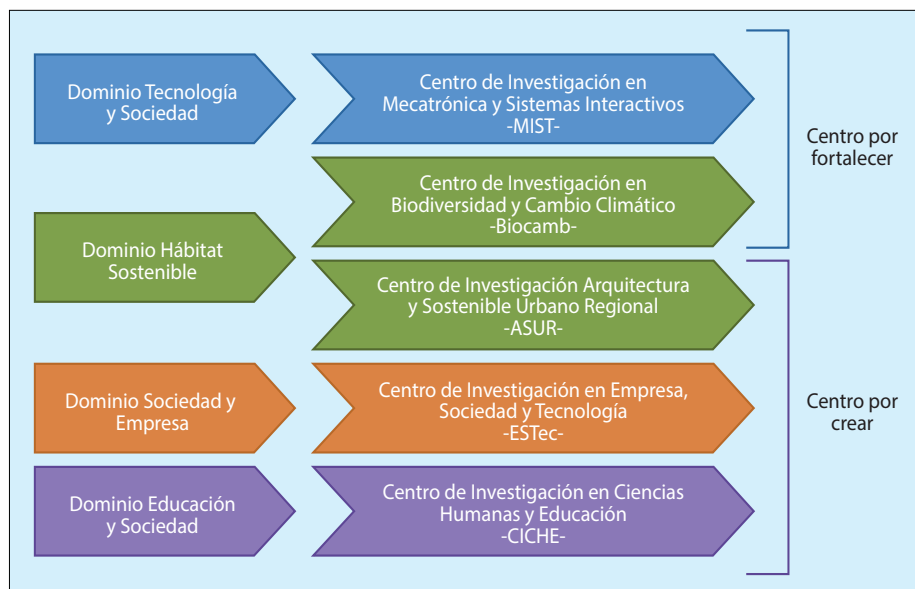 Dominio Tecnología
y Sociedad
Centro de Investigación en
Mecatrónica y Sistemas Interactivos
-MIST-
Centro por
fortalecer
Centro de Investigación en
Biodiversidad y Cambio Climático
-Biocamb-
Dominio Hábitat
Sostenible
Centro de Investigación Arquitectura
y Sostenible Urbano Regional
-ASUR-
Dominio Sociedad y
Empresa
Centro de Investigación en Empresa,
Sociedad y Tecnología
-ESTec-
Centro por
crear
Dominio Educación
y Sociedad
Centro de Investigación en Ciencias
Humanas y Educación
-CICHE-